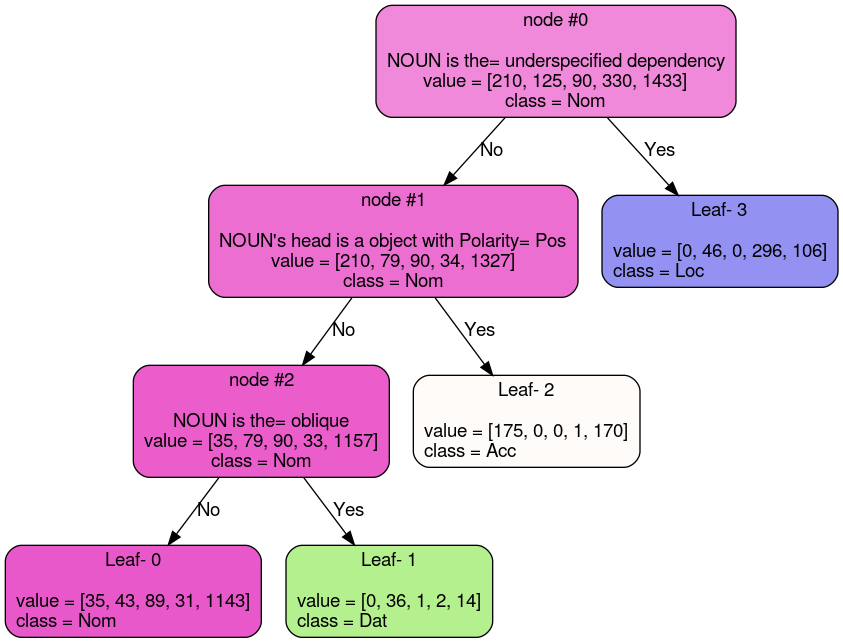 node #0
NOUN is the= underspecified dependency
value = [210, 125, 90, 330, 1433]
class = Nom
No
Yes
node #1
NOUN's head is a object with Polarity= Pos
value = [210, 79, 90, 34, 1327]
class = Nom
Leaf- 3
value = [0, 46, 0, 296, 106]
class = Loc
No
Yes
node #2
NOUN is the= oblique
value = [35, 79, 90, 33, 1157]
class = Nom
Leaf- 2
value = [175, 0, 0, 1, 170]
class = Acc
No
Yes
Leaf- 0
value = [35, 43, 89, 31, 1143]
class = Nom
Leaf- 1
value = [0, 36, 1, 2, 14]
class = Dat